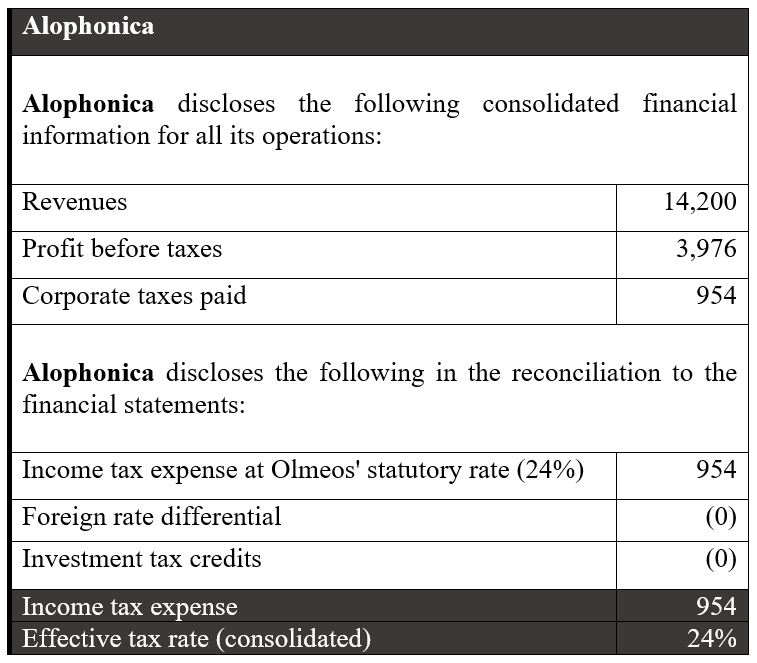 Alophonica
Alophonica discloses the following consolidated financial
information for all its operations:
Revenues 14,200
Profit before taxes 3,976
Corporate taxes paid 954
Alophonica discloses the following in the reconciliation to the
financial statements:
Income tax expense at Olmeos' statutory rate (24%) 954
Foreign rate differential (0)
Investment tax credits (0)
Income tax expense 954
Effective tax rate (consolidated) 24%